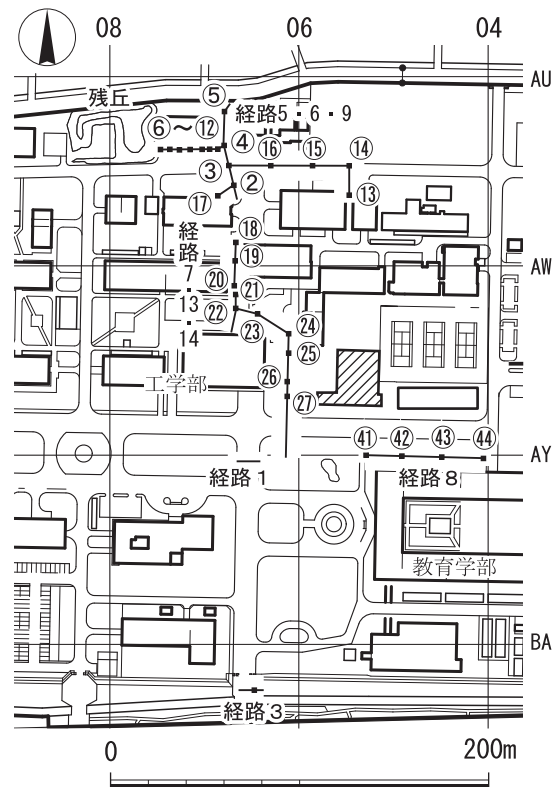 08 06 04
AU
残丘 ⑤ 経路5・6・9
⑥～⑫ ④ ⑯ ⑮ ⑭
③ ② ⑰ ⑬
経路7・13・14
⑱
⑲ AW
⑳
㉑
㉒ ㉓ ㉔
㉕
工学部 ㉖
㉗
㊶ ㊷ ㊸ ㊹ AY
経路1 経路8
教育学部
BA
経路3
0 200m